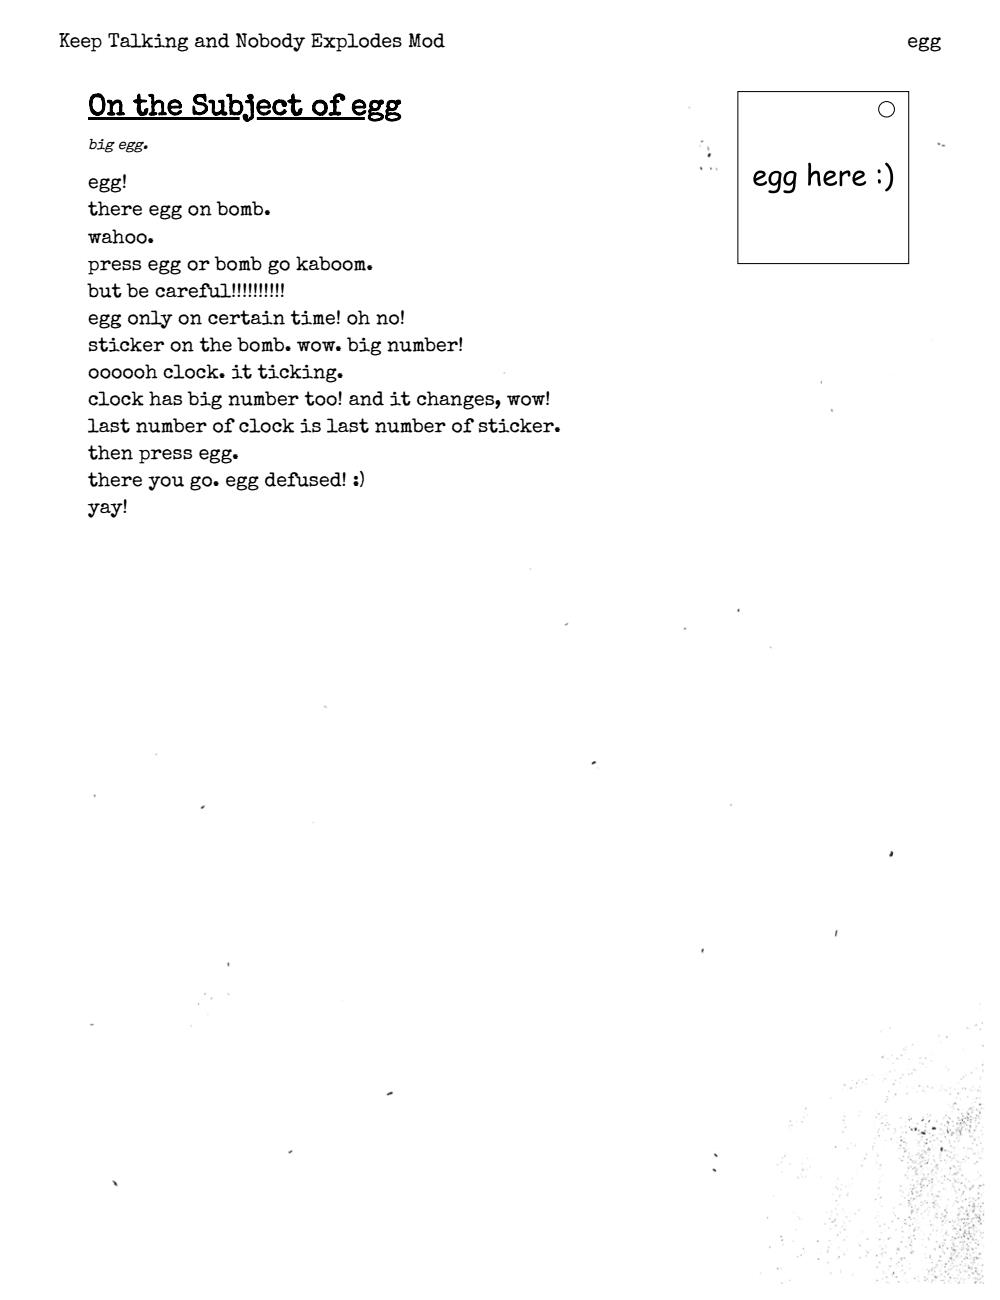 Keep Talking and Nobody Explodes Mod
egg
On the Subject of egg
big egg.
egg!
there egg on bomb.
wahoo.
press egg or bomb go kaboom.
but be careful!!!!!!!!!!
egg only on certain time! oh no!
sticker on the bomb. wow. big number!
oooooh clock. it ticking.
clock has big number too! and it changes, wow!
last number of clock is last number of sticker.
then press egg.
there you go. egg defused! :)
yay!
egg here :)